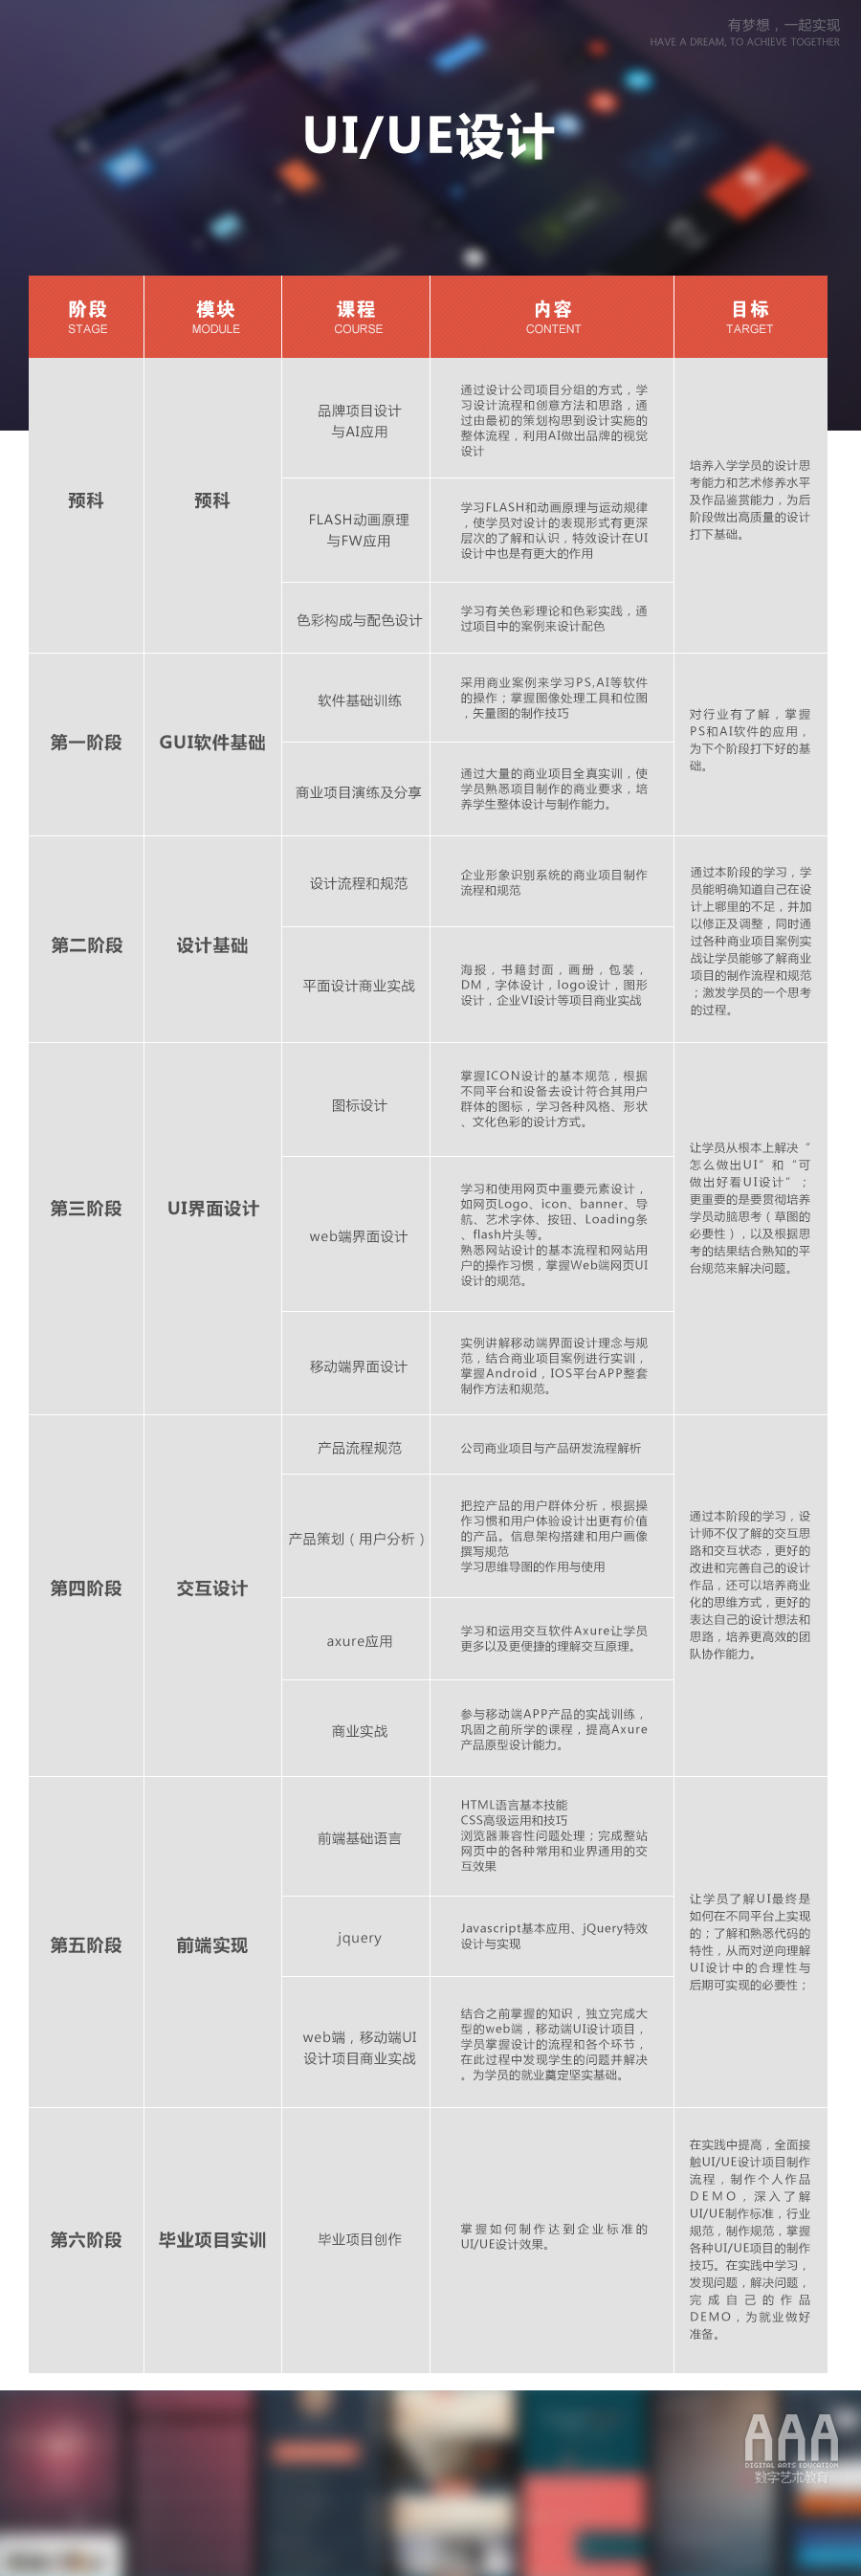 有梦想，一起实现
HAVE A DREAM, TO ACHIEVE TOGETHER
UI/UE设计
阶段
STAGE
模块
MODULE
课程
COURSE
内容
CONTENT
目标
TARGET
预科
预科
品牌项目设计
与AI应用
通过设计公司项目分组的方式，学
习设计流程和创意方法和思路，通
过由最初的策划构思到设计实施的
整体流程，利用AI做出品牌的视觉
设计
FLASH动画原理
与FW应用
学习FLASH和动画原理与运动规律
，使学员对设计的表现形式有更深
层次的了解和认识，特效设计在UI
设计中也是有更大的作用
色彩构成与配色设计
学习有关色彩理论和色彩实践，通
过项目中的案例来设计配色
培养入学学员的设计思
考能力和艺术修养水平
及作品鉴赏能力，为后
阶段做出高质量的设计
打下基础。
第一阶段
GUI软件基础
软件基础训练
采用商业案例来学习PS,AI等软件
的操作；掌握图像处理工具和位图
，矢量图的制作技巧
商业项目演练及分享
通过大量的商业项目全真实训，使
学员熟悉项目制作的商业要求，培
养学生整体设计与制作能力。
对行业有了解，掌握
PS和AI软件的应用，
为下个阶段打下好的基
础。
第二阶段
设计基础
设计流程和规范
企业形象识别系统的商业项目制作
流程和规范
平面设计商业实战
海报，书籍封面，画册，包装，
DM，字体设计，logo设计，图形
设计，企业VI设计等项目商业实战
通过本阶段的学习，学
员能明确知道自己在设
计上哪里的不足，并加
以修正及调整，同时通
过各种商业项目案例实
战让学员能够了解商业
项目的制作流程和规范
；激发学员的一个思考
的过程。
第三阶段
UI界面设计
图标设计
掌握ICON设计的基本规范，根据
不同平台和设备去设计符合其用户
群体的图标，学习各种风格、形状
、文化色彩的设计方式。
web端界面设计
学习和使用网页中重要元素设计，
如网页Logo、icon、banner、导
航、艺术字体、按钮、Loading条
、flash片头等。
熟悉网站设计的基本流程和网站用
户的操作习惯，掌握Web端网页UI
设计的规范。
移动端界面设计
实例讲解移动端界面设计理念与规
范，结合商业项目案例进行实训，
掌握Android，IOS平台APP整套
制作方法和规范。
让学员从根本上解决“
怎么做出UI”和“可
做出好看UI设计”；
更重要的是要贯彻培养
学员动脑思考（草图的
必要性），以及根据思
考的结果结合熟知的平
台规范来解决问题。
第四阶段
交互设计
产品流程规范
公司商业项目与产品研发流程解析
产品策划（用户分析）
把控产品的用户群体分析，根据操
作习惯和用户体验设计出更有价值
的产品。信息架构搭建和用户画像
撰写规范
学习思维导图的作用与使用
axure应用
学习和运用交互软件Axure让学员
更多以及更便捷的理解交互原理。
商业实战
参与移动端APP产品的实战训练，
巩固之前所学的课程，提高Axure
产品原型设计能力。
通过本阶段的学习，设
计师不仅了解的交互思
路和交互状态，更好的
改进和完善自己的设计
作品，还可以培养商业
化的思维方式，更好的
表达自己的设计想法和
思路，培养更高效的团
队协作能力。
第五阶段
前端实现
前端基础语言
HTML语言基本技能
CSS高级运用和技巧
浏览器兼容性问题处理；完成整站
网页中的各种常用和业界通用的交
互效果
jquery
Javascript基本应用、jQuery特效
设计与实现
web端，移动端UI
设计项目商业实战
结合之前掌握的知识，独立完成大
型的web端，移动端UI设计项目，
学员掌握设计的流程和各个环节，
在此过程中发现学生的问题并解决
。为学员的就业奠定坚实基础。
让学员了解UI最终是
如何在不同平台上实现
的；了解和熟悉代码的
特性，从而对逆向理解
UI设计中的合理性与
后期可实现的必要性；
第六阶段
毕业项目实训
毕业项目创作
掌握如何制作达到企业标准的
UI/UE设计效果。
在实践中提高，全面接
触UI/UE设计项目制作
流程，制作个人作品
DEMO，深入了解
UI/UE制作标准，行业
规范，制作规范，掌握
各种UI/UE项目的制作
技巧。在实践中学习，
发现问题，解决问题，
完成自己的作品
DEMO，为就业做好
准备。
AAA
DIGITAL ARTS EDUCATION
数字艺术教育